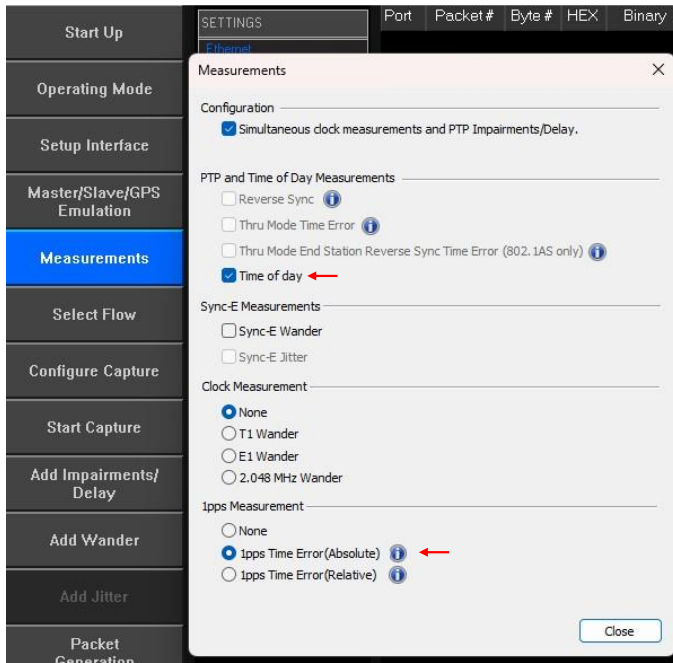 Start Up
Operating Mode
Setup Interface
Master/Slave/GPS
Emulation
Measurements
Select Flow
Configure Capture
Start Capture
Add Impairments/
Delay
Add Wander
Add Jitter
Packet
Generation
SETTINGS
Ethernet
Port Packet# Byte# HEX Binary
Measurements
Configuration
Simultaneous clock measurements and PTP Impairments/Delay.
PTP and Time of Day Measurements
Reverse Sync
Thru Mode Time Error
Thru Mode End Station Reverse Sync Time Error (802.1AS only)
Time of day
Sync-E Measurements
Sync-E Wander
Sync-E Jitter
Clock Measurement
None
T1 Wander
E1 Wander
2.048 MHz Wander
1pps Measurement
None
1pps Time Error(Absolute)
1pps Time Error(Relative)
Close